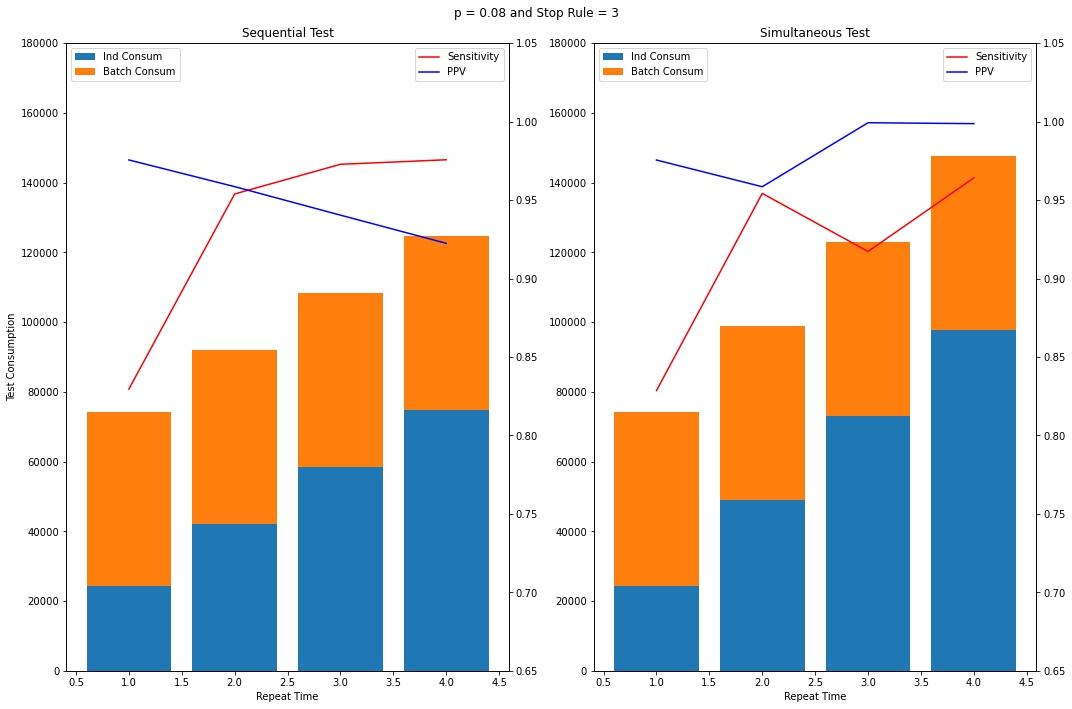 p = 0.08 and Stop Rule = 3
Sequential Test
Ind Consum
Batch Consum
Sensitivity
PPV
180000
160000
140000
120000
100000
80000
60000
40000
20000
0
Test Consumption
1.05
1.00
0.95
0.90
0.85
0.80
0.75
0.70
0.65
0.5 1.0 1.5 2.0 2.5 3.0 3.5 4.0 4.5
Repeat Time
Simultaneous Test
Ind Consum
Batch Consum
Sensitivity
PPV
180000
160000
140000
120000
100000
80000
60000
40000
20000
0
1.05
1.00
0.95
0.90
0.85
0.80
0.75
0.70
0.65
0.5 1.0 1.5 2.0 2.5 3.0 3.5 4.0 4.5
Repeat Time